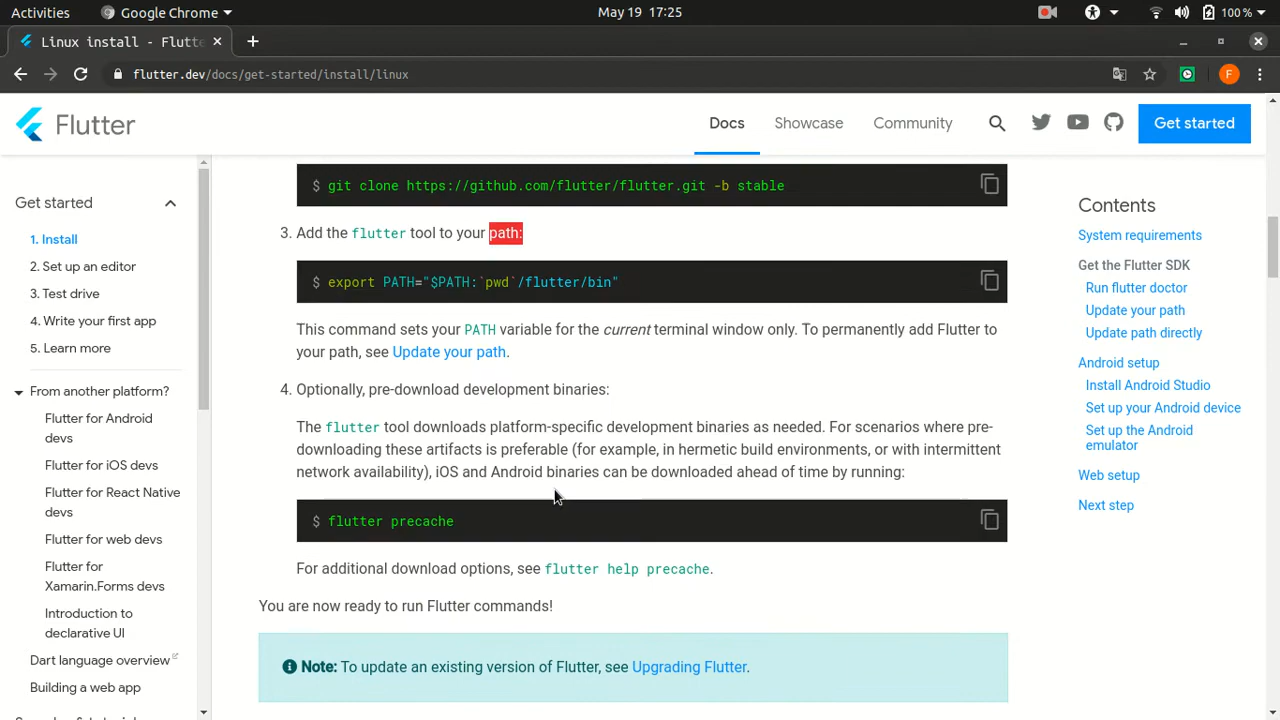 Activities
Google Chrome
May 19 17:25
100 %
Linux install - Flutte
flutter.dev/docs/get-started/install/linux
F
Flutter
Docs
Showcase
Community
Get started
Get started
1. Install
2. Set up an editor
3. Test drive
4. Write your first app
5. Learn more
From another platform?
Flutter for Android
devs
Flutter for iOS devs
Flutter for React Native
devs
Flutter for web devs
Flutter for
Xamarin.Forms devs
Introduction to
declarative UI
Dart language overview
Building a web app
$ git clone https://github.com/flutter/flutter.git -b stable
3. Add the flutter tool to your path:
$ export PATH="$PATH:`pwd`/flutter/bin"
This command sets your PATH variable for the current terminal window only. To permanently add Flutter to
your path, see Update your path.
4. Optionally, pre-download development binaries:
The flutter tool downloads platform-specific development binaries as needed. For scenarios where pre-
downloading these artifacts is preferable (for example, in hermetic build environments, or with intermittent
network availability), iOS and Android binaries can be downloaded ahead of time by running:
$ flutter precache
For additional download options, see flutter help precache.
You are now ready to run Flutter commands!
Note: To update an existing version of Flutter, see Upgrading Flutter.
Contents
System requirements
Get the Flutter SDK
Run flutter doctor
Update your path
Update path directly
Android setup
Install Android Studio
Set up your Android device
Set up the Android
emulator
Web setup
Next step